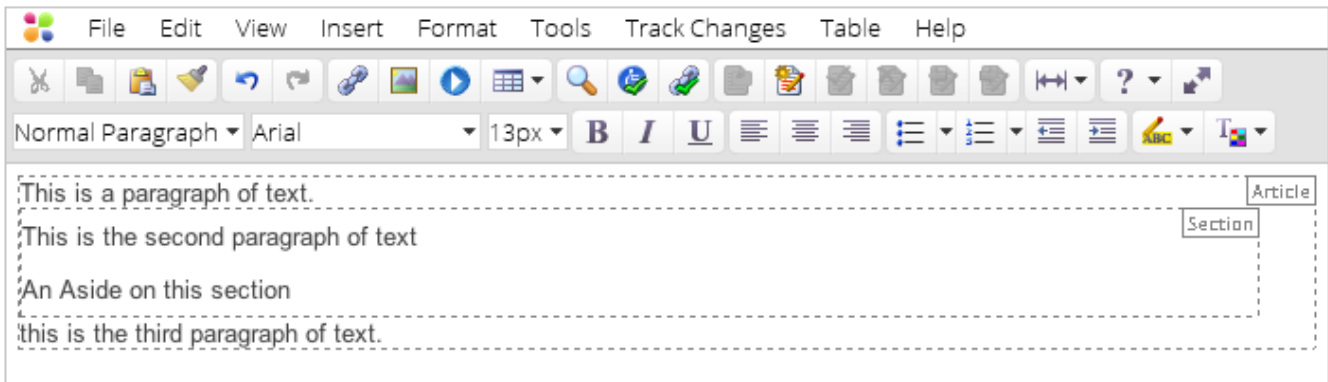 File Edit View Insert Format Tools Track Changes Table Help
?
Normal Paragraph Arial 13px B I U ABC T
This is a paragraph of text. Article
This is the second paragraph of text Section
An Aside on this section
this is the third paragraph of text.